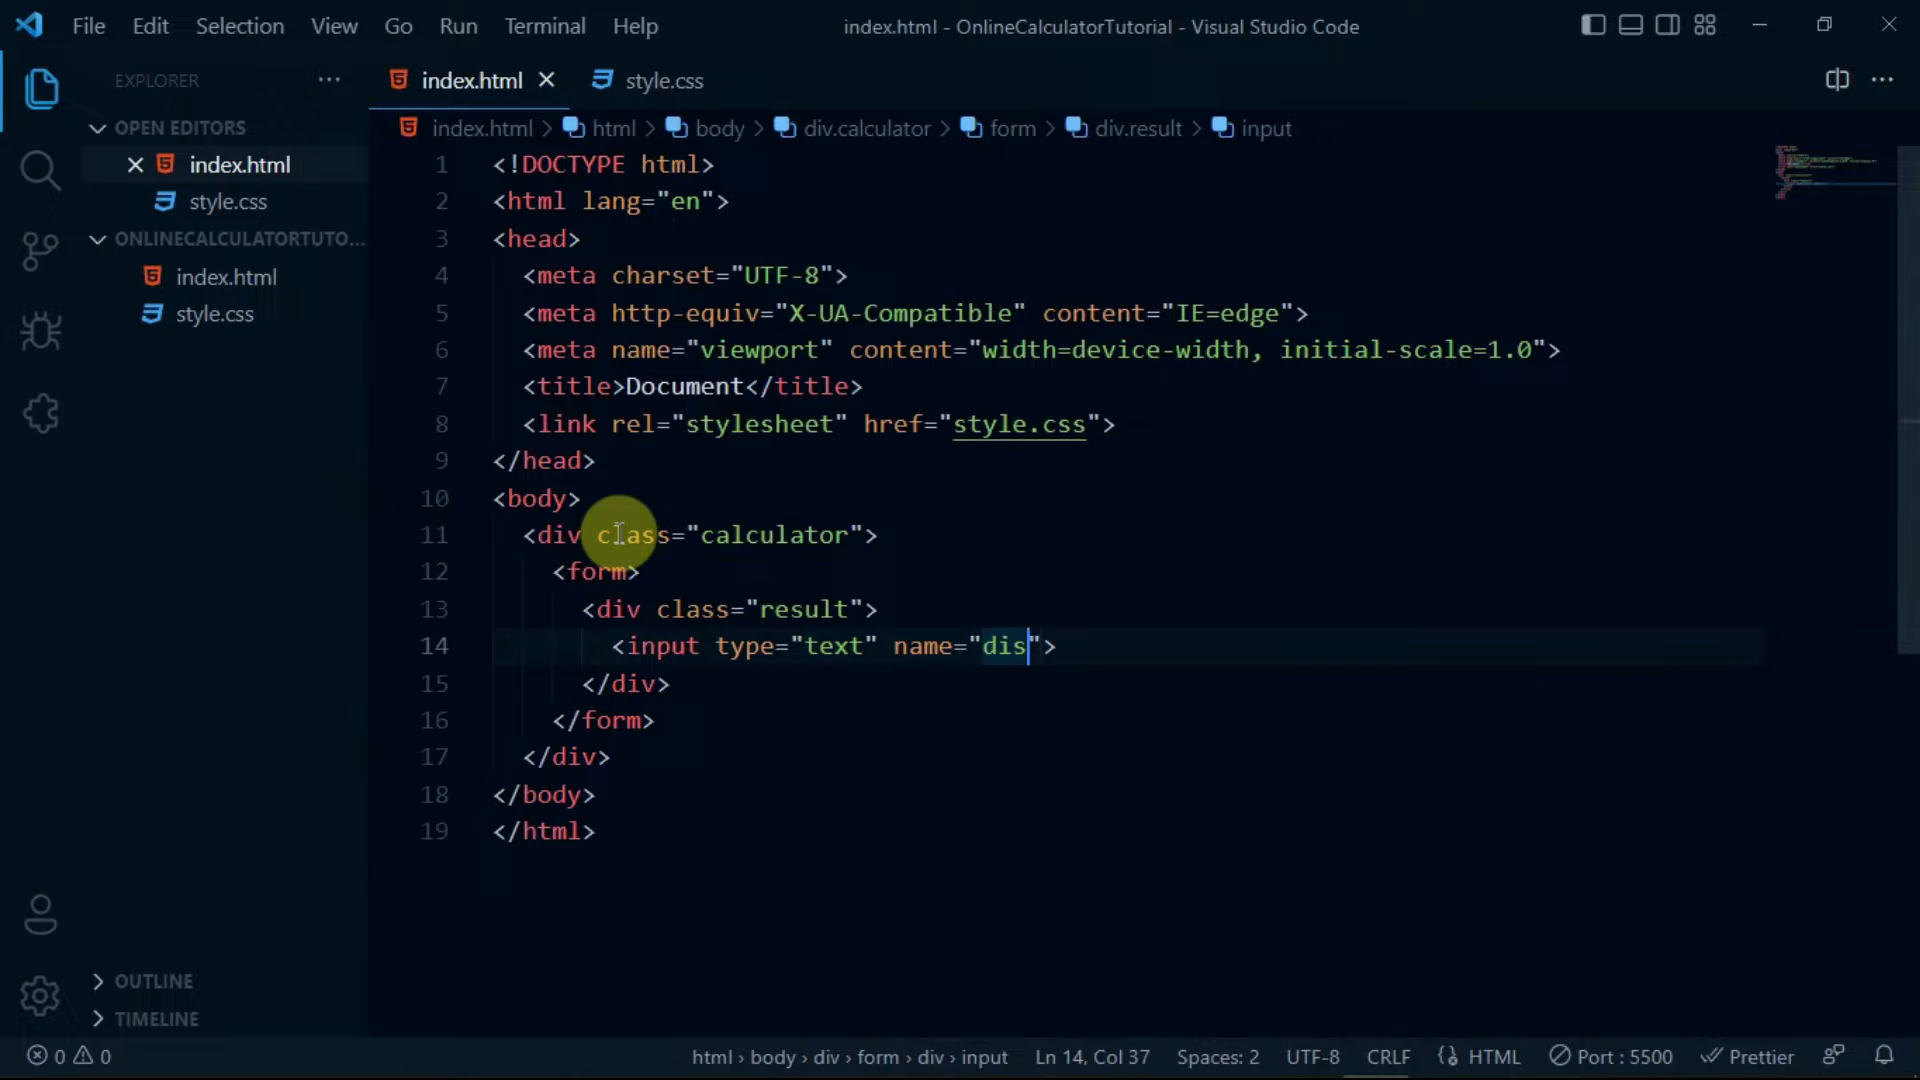 File Edit Selection View Go Run Terminal Help
index.html - OnlineCalculatorTutorial - Visual Studio Code
EXPLORER
index.html
style.css
OPEN EDITORS
index.html
style.css
ONLINECALCULATORTUTO...
index.html
style.css
OUTLINE
TIMELINE
index.html > html > body > div.calculator > form > div.result > input
1 <!DOCTYPE html>
2 <html lang="en">
3 <head>
4 <meta charset="UTF-8">
5 <meta http-equiv="X-UA-Compatible" content="IE=edge">
6 <meta name="viewport" content="width=device-width, initial-scale=1.0">
7 <title>Document</title>
8 <link rel="stylesheet" href="style.css">
9 </head>
10 <body>
11 <div class="calculator">
12 <form>
13 <div class="result">
14 <input type="text" name="dis">
15 </div>
16 </form>
17 </div>
18 </body>
19 </html>
0 0 html › body › div › form › div › input Ln 14, Col 37 Spaces: 2 UTF-8 CRLF HTML Port : 5500 Prettier